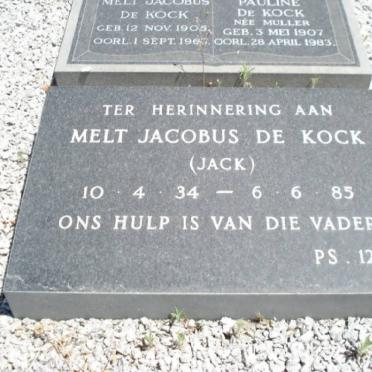 MELT JACOBUS
DE KOCK
GEB. 12 NOV. 1905
OORL. 1 SEPT. 1967
PAULINE
DE KOCK
NÉE MULLER
GEB. 3 MEI 1907
OORL. 28 APRIL 1983
TER HERINNERING AAN
MELT JACOBUS DE KOCK
(JACK)
10 · 4 · 34 — 6 · 6 · 85
ONS HULP IS VAN DIE VADER
PS. 12